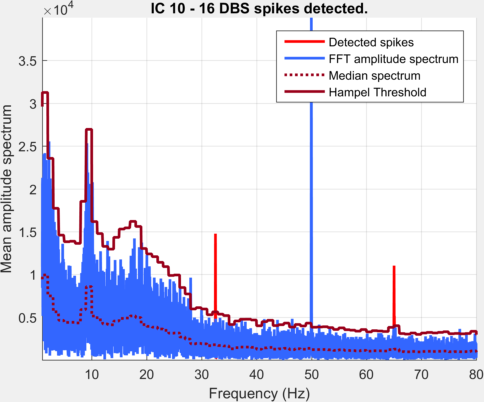 IC 10 - 16 DBS spikes detected.
×10⁴
Detected spikes
FFT amplitude spectrum
Median spectrum
Hampel Threshold
Mean amplitude spectrum
3.5
3
2.5
2
1.5
1
0.5
10 20 30 40 50 60 70 80
Frequency (Hz)